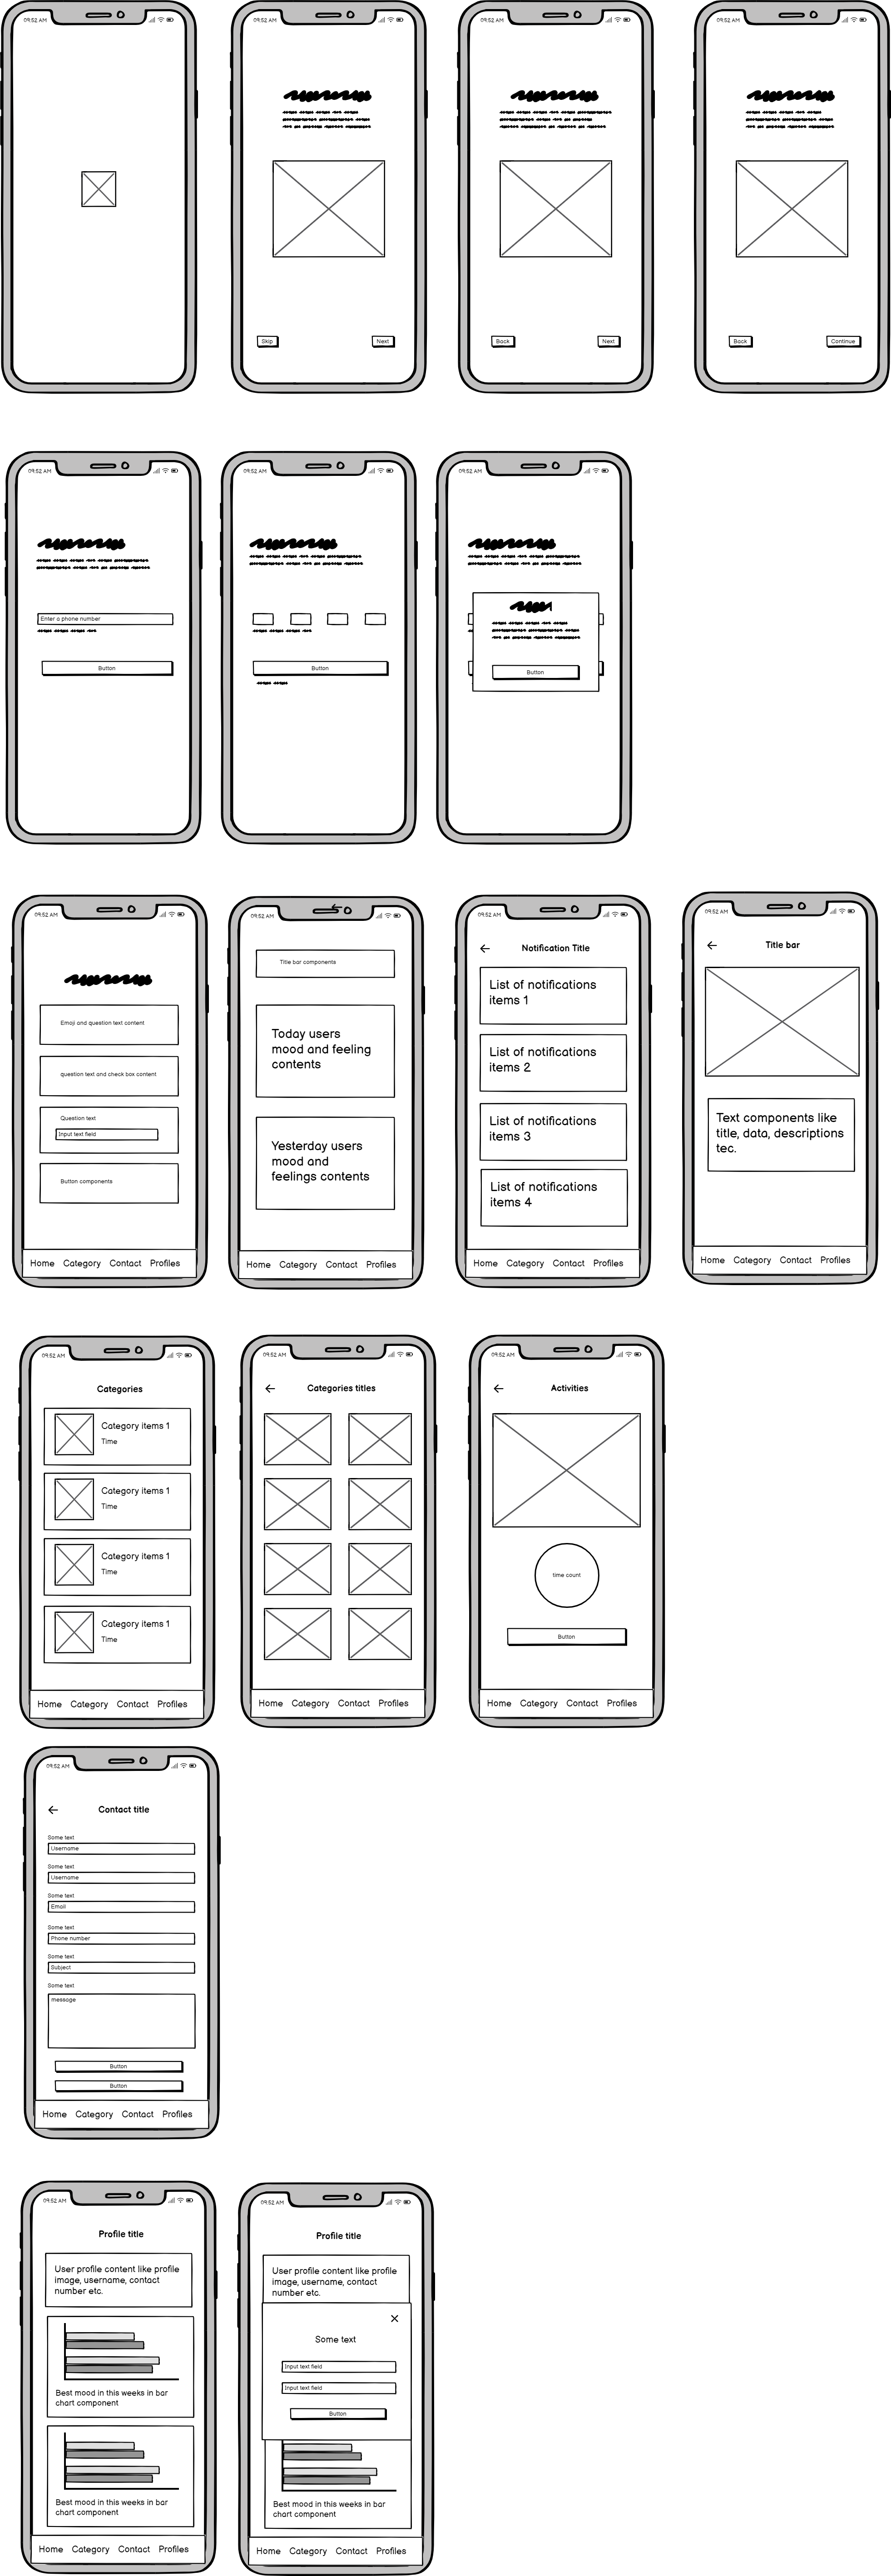 09:52 AM
09:52 AM
Skip
Next
09:52 AM
Back
Next
09:52 AM
Back
Continue
09:52 AM
Enter a phone number
Button
09:52 AM
Button
09:52 AM
Button
09:52 AM
Emoji and question text content
question text and check box content
Question text
Input text field
Button components
Home Category Contact Profiles
09:52 AM
Title bar components
Today users
mood and feeling
contents
Yesterday users
mood and
feelings contents
Home Category Contact Profiles
09:52 AM
Notification Title
List of notifications
items 1
List of notifications
items 2
List of notifications
items 3
List of notifications
items 4
Home Category Contact Profiles
09:52 AM
Title bar
Text components like
title, data, descriptions
tec.
Home Category Contact Profiles
09:52 AM
Categories
Category items 1
Time
Category items 1
Time
Category items 1
Time
Category items 1
Time
Home Category Contact Profiles
09:52 AM
Categories titles
Home Category Contact Profiles
09:52 AM
Activities
time count
Button
Home Category Contact Profiles
09:52 AM
Contact title
Some text
Username
Some text
Username
Some text
Email
Some text
Phone number
Some text
Subject
Some text
message
Button
Button
Home Category Contact Profiles
09:52 AM
Profile title
User profile content like profile
image, username, contact
number etc.
Best mood in this weeks in bar
chart component
Best mood in this weeks in bar
chart component
Home Category Contact Profiles
09:52 AM
Profile title
User profile content like profile
image, username, contact
number etc.
Some text
Input text field
Input text field
Button
Best mood in this weeks in bar
chart component
Home Category Contact Profiles